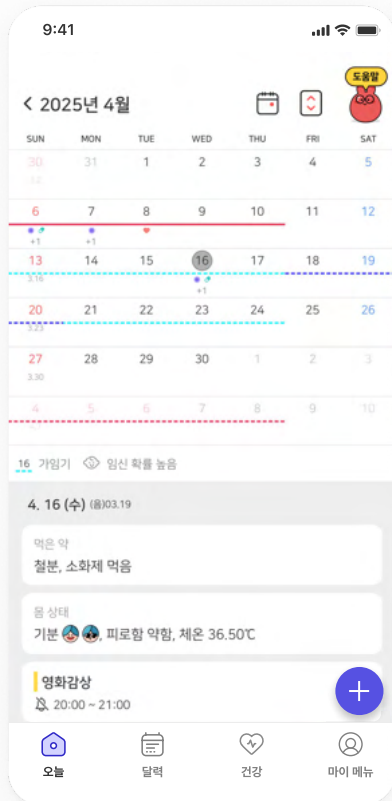 9:41
2025년 4월
도움말
SUN MON TUE WED THU FRI SAT
30 31 1 2 3 4 5
6 7 8 9 10 11 12
+1 +1
13 14 15 16 17 18 19
3.16
+1
20 21 22 23 24 25 26
3.23
27 28 29 30 1 2 3
3.30
4 5 6 7 8 9 10
16 가임기 임신 확률 높음
4. 16 (수) (음)03.19
먹은 약
철분, 소화제 먹음
몸 상태
기분 , 피로함 약함, 체온 36.50℃
영화감상
20:00 ~ 21:00
오늘 달력 건강 마이 메뉴